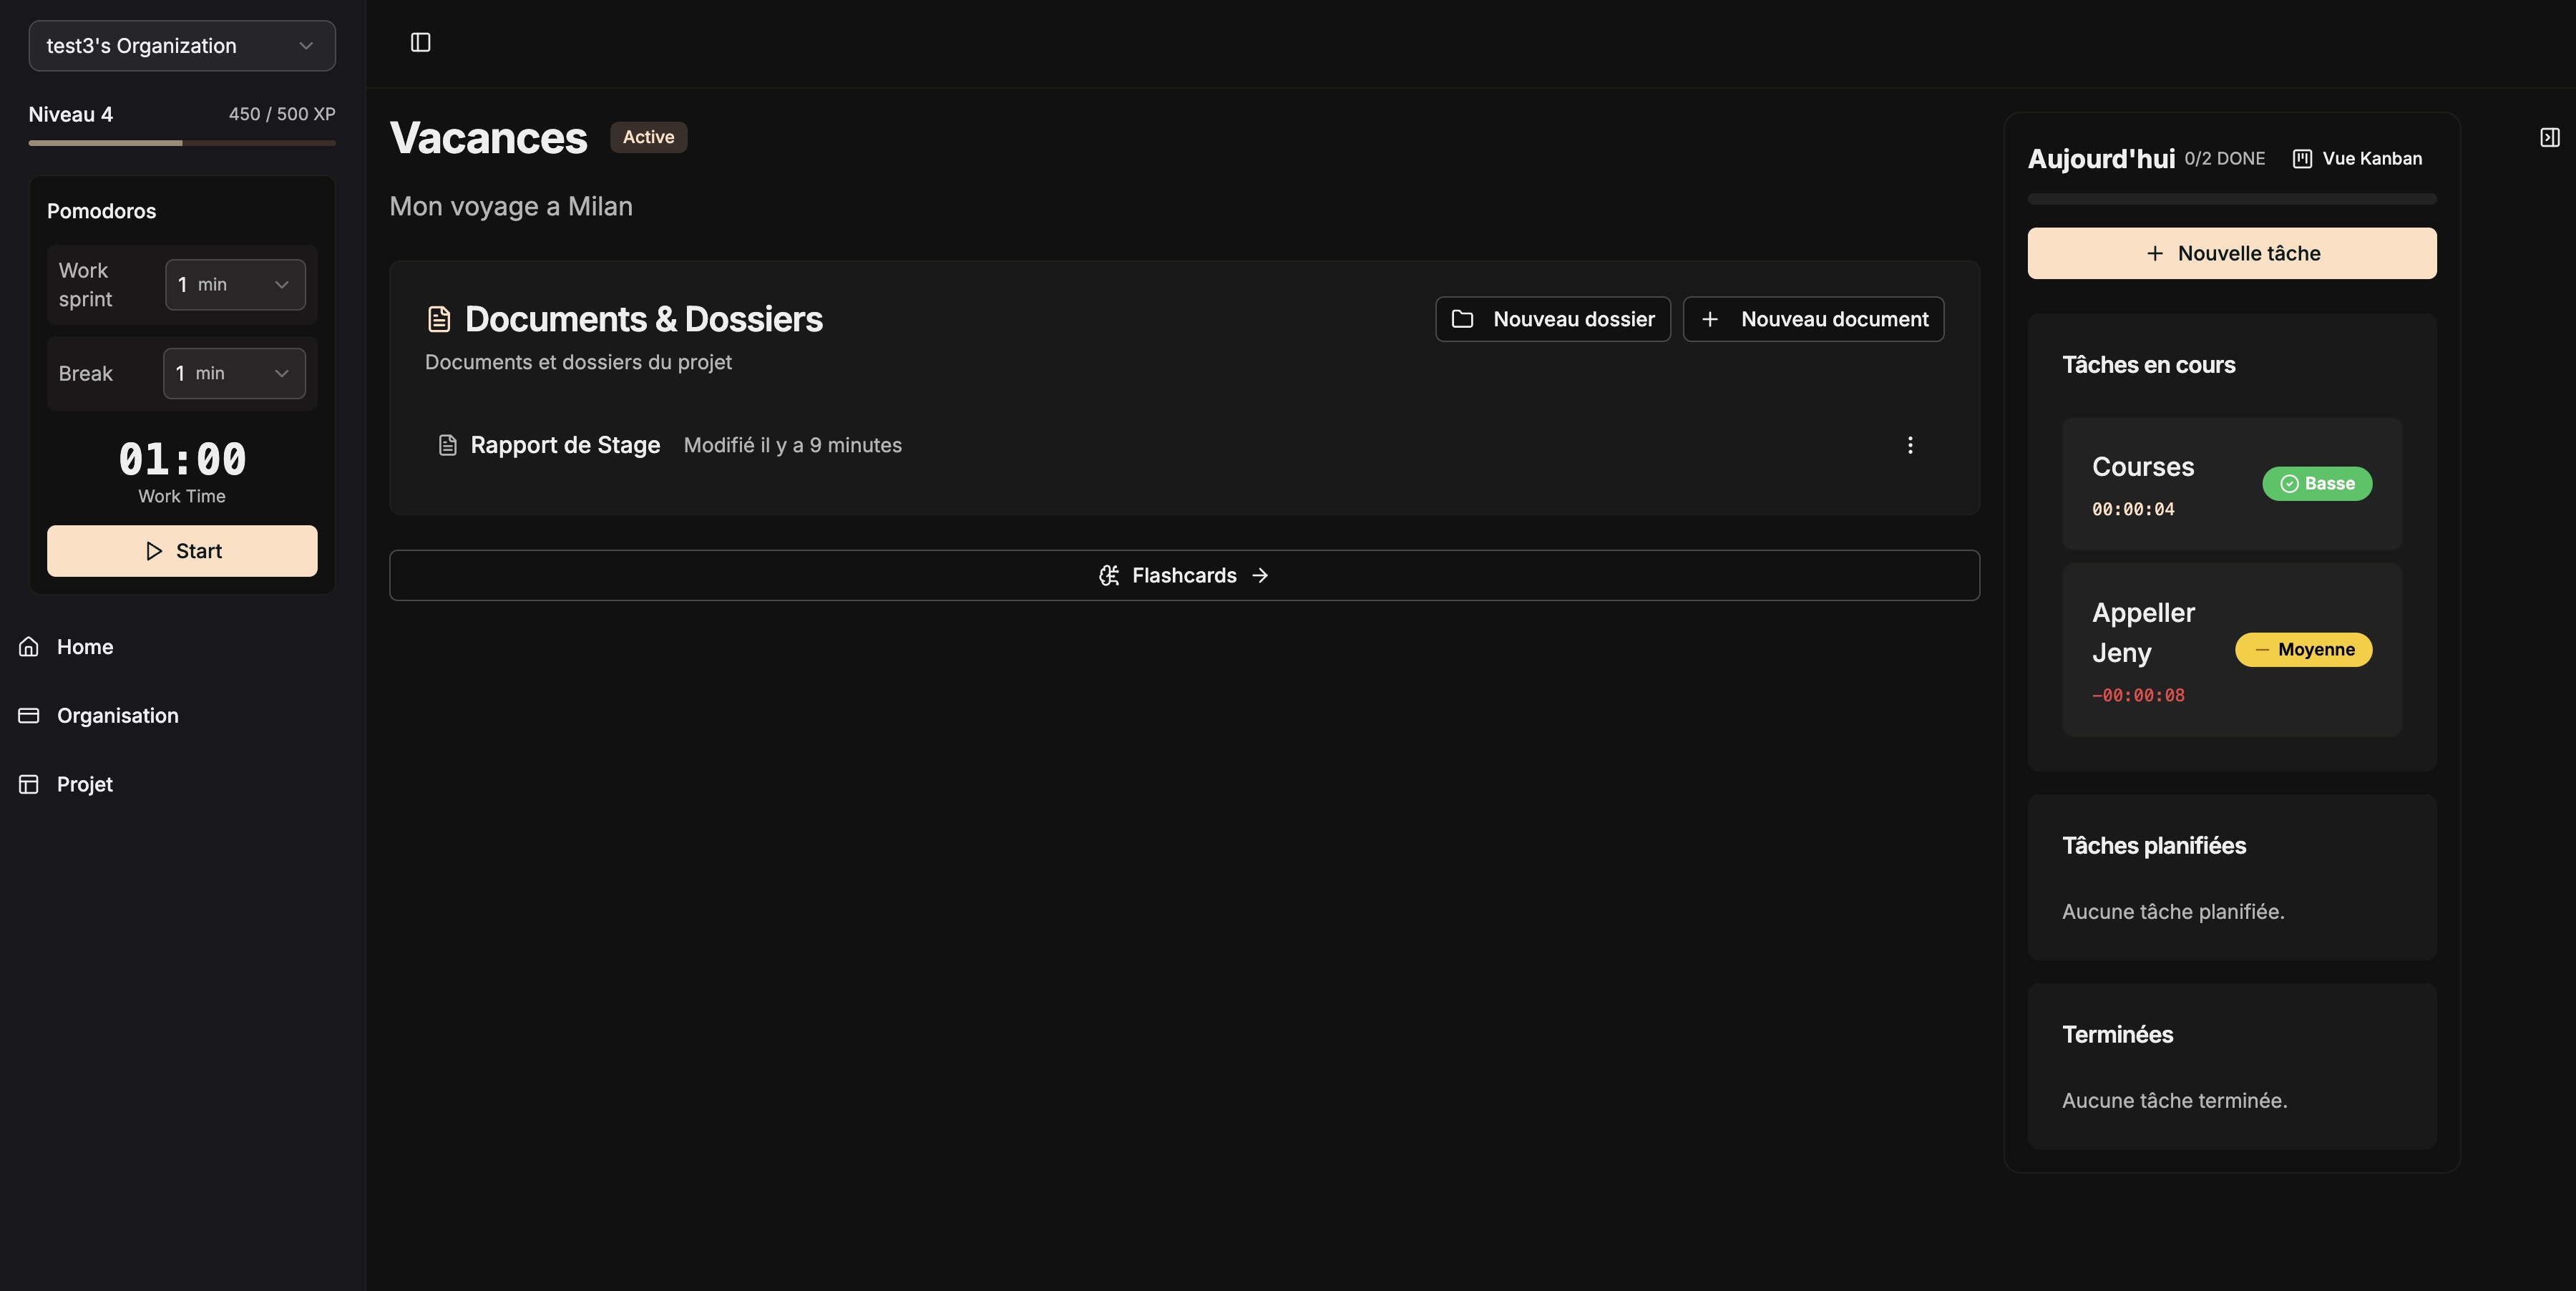 test3's Organization
Niveau 4
450 / 500 XP
Pomodoros
Work
sprint
1 min
Break
1 min
01:00
Work Time
Start
Home
Organisation
Projet
Vacances
Active
Mon voyage a Milan
Documents & Dossiers
Nouveau dossier
Nouveau document
Documents et dossiers du projet
Rapport de Stage
Modifié il y a 9 minutes
Flashcards
Aujourd'hui
0/2 DONE
Vue Kanban
Nouvelle tâche
Tâches en cours
Courses
00:00:04
Basse
Appeller
Jeny
-00:00:08
Moyenne
Tâches planifiées
Aucune tâche planifiée.
Terminées
Aucune tâche terminée.